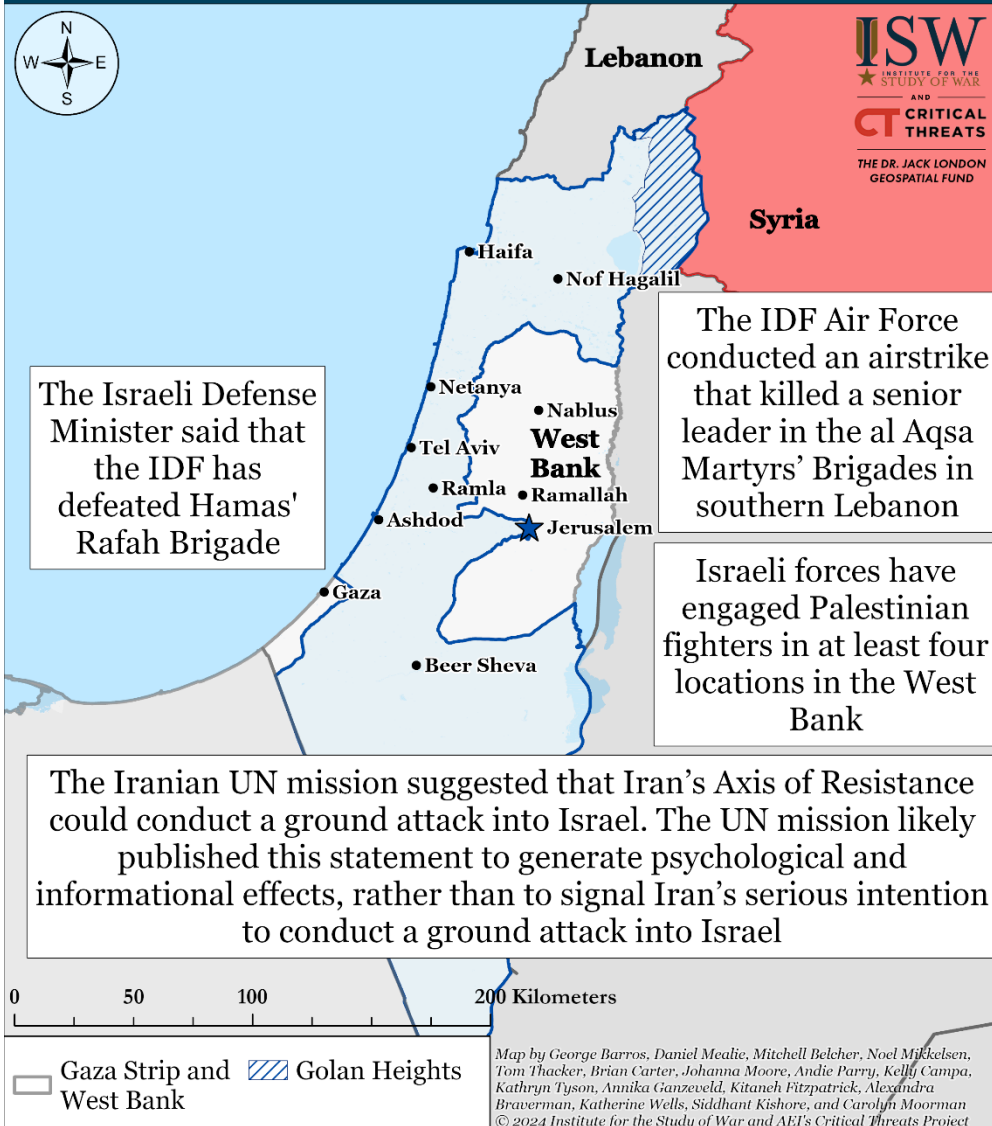 N
W
E
S
Lebanon
ISW
INSTITUTE FOR THE
STUDY OF WAR
AND
CT CRITICAL
THREATS
THE DR. JACK LONDON
GEOSPATIAL FUND
Syria
Haifa
Nof Hagalil
The IDF Air Force
conducted an airstrike
that killed a senior
leader in the al Aqsa
Martyrs’ Brigades in
southern Lebanon
The Israeli Defense
Minister said that
the IDF has
defeated Hamas'
Rafah Brigade
Netanya
Nablus
West
Bank
Tel Aviv
Ramla
Ramallah
Ashdod
Jerusalem
Israeli forces have
engaged Palestinian
fighters in at least four
locations in the West
Bank
Gaza
Beer Sheva
The Iranian UN mission suggested that Iran’s Axis of Resistance
could conduct a ground attack into Israel. The UN mission likely
published this statement to generate psychological and
informational effects, rather than to signal Iran’s serious intention
to conduct a ground attack into Israel
0 50 100 200 Kilometers
Gaza Strip and
West Bank
Golan Heights
Map by George Barros, Daniel Mealie, Mitchell Belcher, Noel Mikkelsen,
Tom Thacker, Brian Carter, Johanna Moore, Andie Parry, Kelly Campa,
Kathryn Tyson, Annika Ganzeveld, Kitaneh Fitzpatrick, Alexandra
Braverman, Katherine Wells, Siddhant Kishore, and Carolyn Moorman
© 2024 Institute for the Study of War and AEI's Critical Threats Project